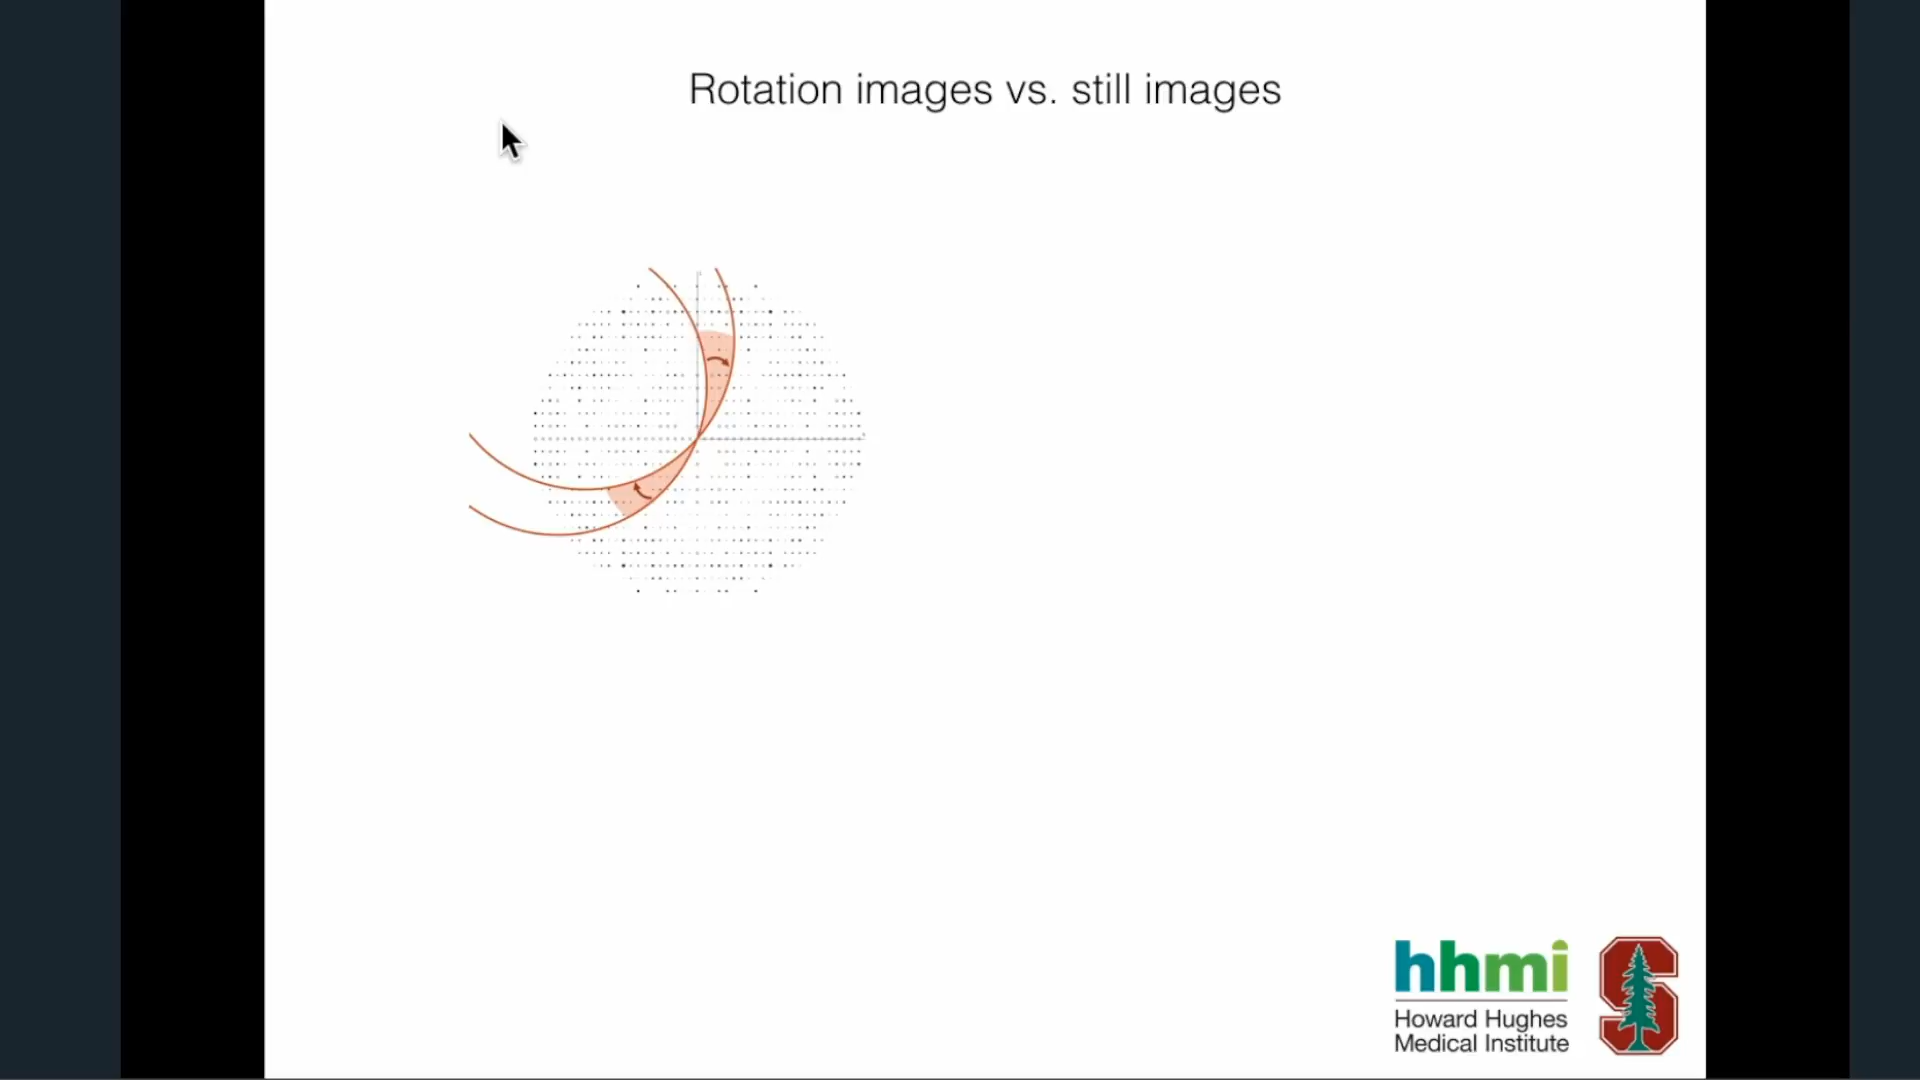 Rotation images vs. still images
hhmi
Howard Hughes
Medical Institute